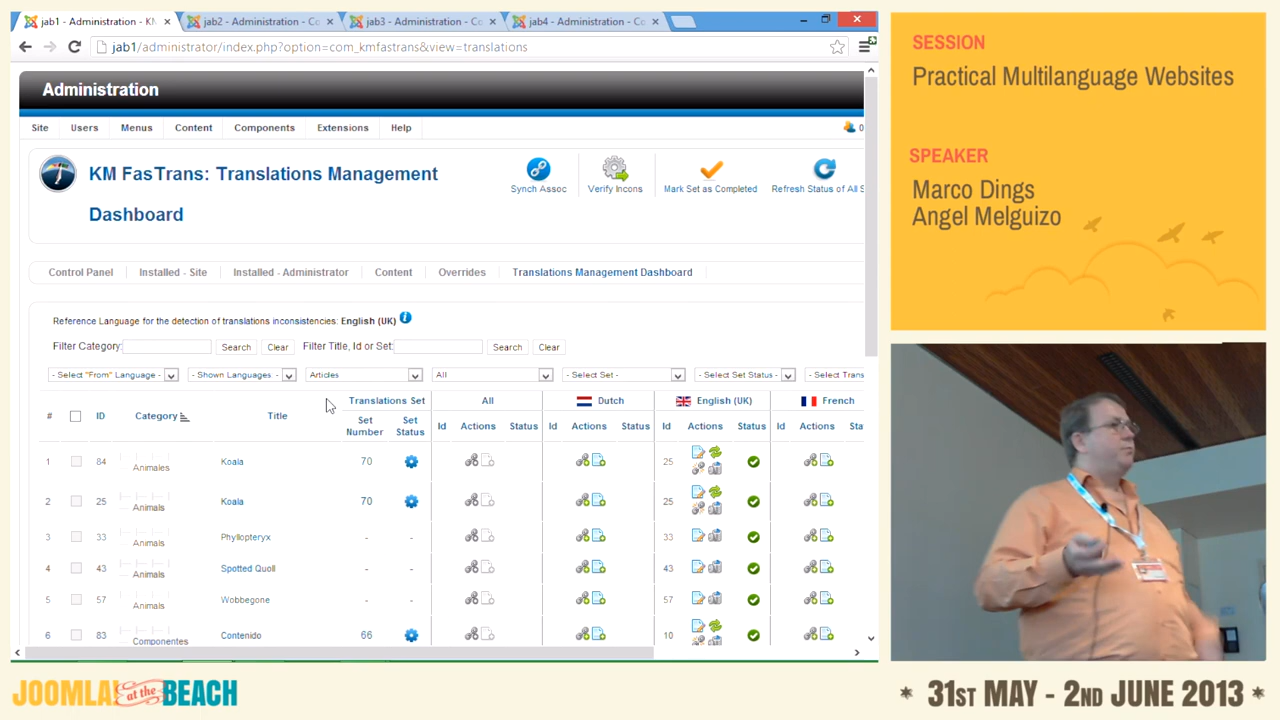 jab1 - Administration - KM
jab2 - Administration - Co
jab3 - Administration - Co
jab4 - Administration - Co
jab1/administrator/index.php?option=com_kmfastrans&view=translations
Administration
Site Users Menus Content Components Extensions Help 0
KM FasTrans: Translations Management
Dashboard
Synch Assoc Verify Incons Mark Set as Completed Refresh Status of All S
Control Panel Installed - Site Installed - Administrator Content Overrides Translations Management Dashboard
Reference Language for the detection of translations inconsistencies: English (UK)
Filter Category: Search Clear Filter Title, Id or Set: Search Clear
- Select "From" Language - - Shown Languages - Articles All - Select Set - - Select Set Status - - Select Trans
Translations Set All Dutch English (UK) French
# ID Category Title Set Number Set Status Id Actions Status Id Actions Status Id Actions Status Id Actions Sta
1 84 Animales Koala 70 25
2 25 Animals Koala 70 25
3 33 Animals Phyllopteryx - - 33
4 43 Animals Spotted Quoll - - 43
5 57 Animals Wobbegone - - 57
6 83 Componentes Contenido 66 10
SESSION
Practical Multilanguage Websites
SPEAKER
Marco Dings
Angel Melguizo
JOOMLA! at the BEACH
* 31ST MAY - 2ND JUNE 2013 *